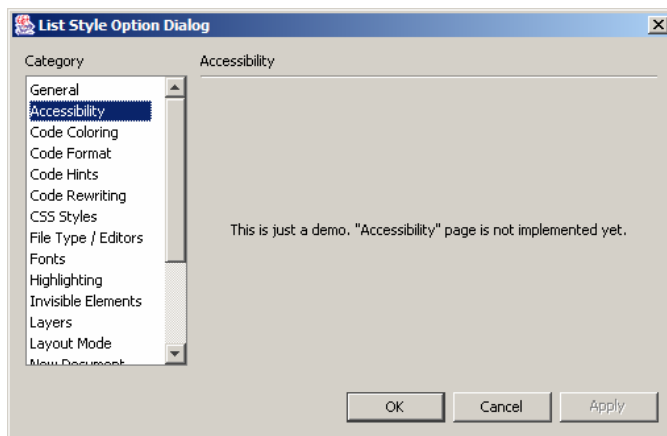 List Style Option Dialog
Category
Accessibility
General
Accessibility
Code Coloring
Code Format
Code Hints
Code Rewriting
CSS Styles
File Type / Editors
Fonts
Highlighting
Invisible Elements
Layers
Layout Mode
New Document
This is just a demo. "Accessibility" page is not implemented yet.
OK
Cancel
Apply